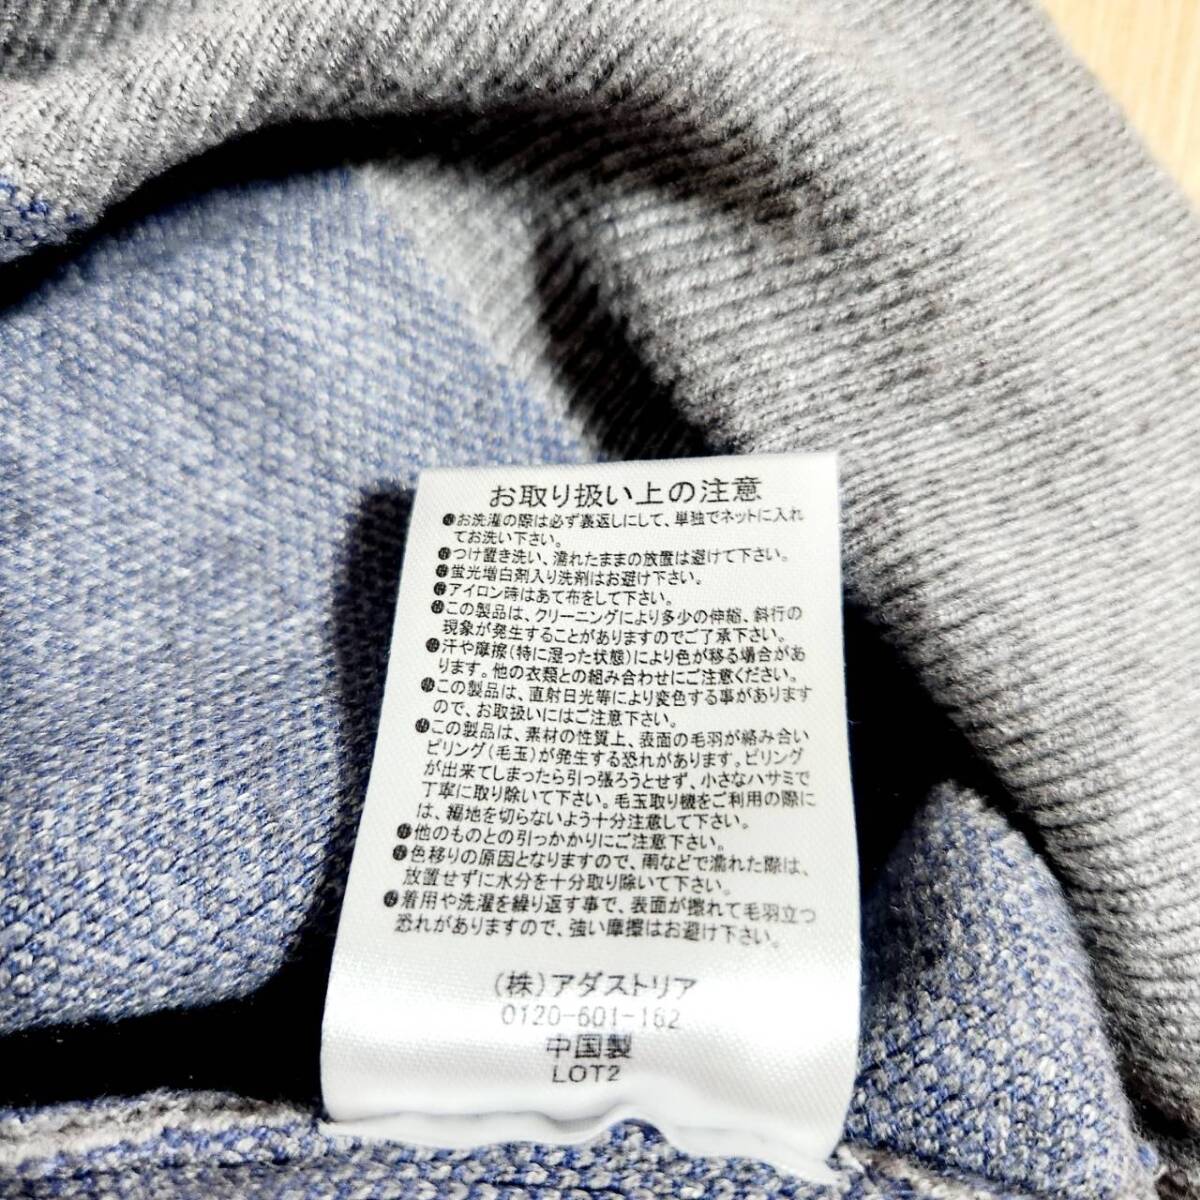 お取り扱い上の注意
●お洗濯の際は必ず裏返しにして、単独でネットに入れ
てお洗い下さい。
●つけ置き洗い、濡れたままの放置は避けて下さい。
●蛍光増白剤入り洗剤はお避け下さい。
●アイロン時はあて布をして下さい。
●この製品は、クリーニングにより多少の伸縮、斜行の
現象が発生することがありますのでご了承下さい。
●汗や摩擦(特に湿った状態)により色が移る場合があ
ります。他の衣類との組み合わせにご注意ください。
●この製品は、直射日光等により変色する事があります
ので、お取扱いにはご注意下さい。
●この製品は、素材の性質上、表面の毛羽が絡み合い
ピリング(毛玉)が発生する恐れがあります。ピリング
が出来てしまったら引っ張ろうとせず、小さなハサミで
丁寧に取り除いて下さい。毛玉取り機をご利用の際に
は、編地を切らないよう十分注意して下さい。
●他のものとの引っかかりにご注意下さい。
●色移りの原因となりますので、雨などで濡れた際は、
放置せずに水分を十分取り除いて下さい。
●着用や洗濯を繰り返す事で、表面が擦れて毛羽立つ
恐れがありますので、強い摩擦はお避け下さい。
(株)アダストリア
0120-601-162
中国製
LOT2